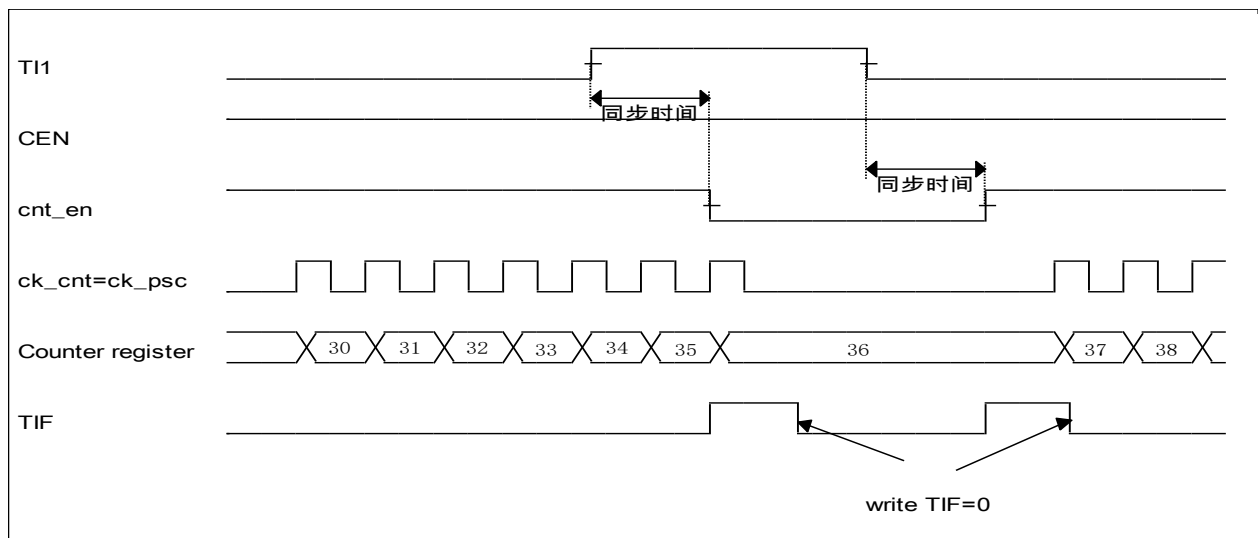 TI1
同步时间
CEN
同步时间
cnt_en
ck_cnt=ck_psc
Counter register
30 31 32 33 34 35 36 37 38
TIF
write TIF=0